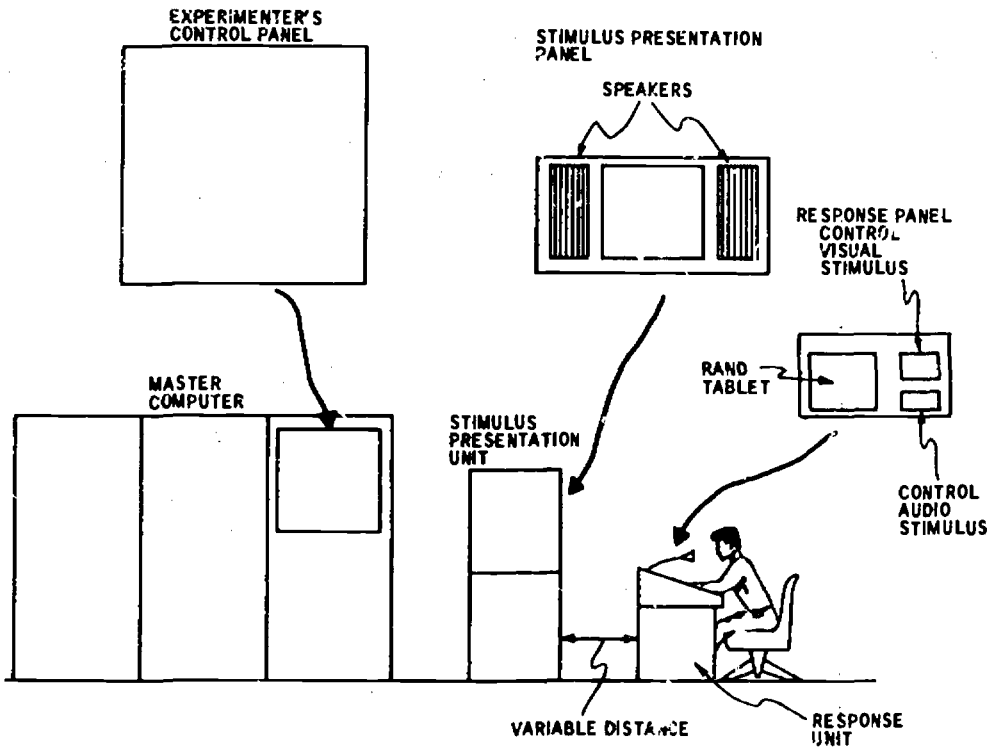 EXPERIMENTER'S
CONTROL PANEL
STIMULUS PRESENTATION
PANEL
SPEAKERS
RESPONSE PANEL
CONTROL
VISUAL
STIMULUS
RAND
TABLET
MASTER
COMPUTER
STIMULUS
PRESENTATION
UNIT
CONTROL
AUDIO
STIMULUS
VARIABLE DISTANCE
RESPONSE
UNIT